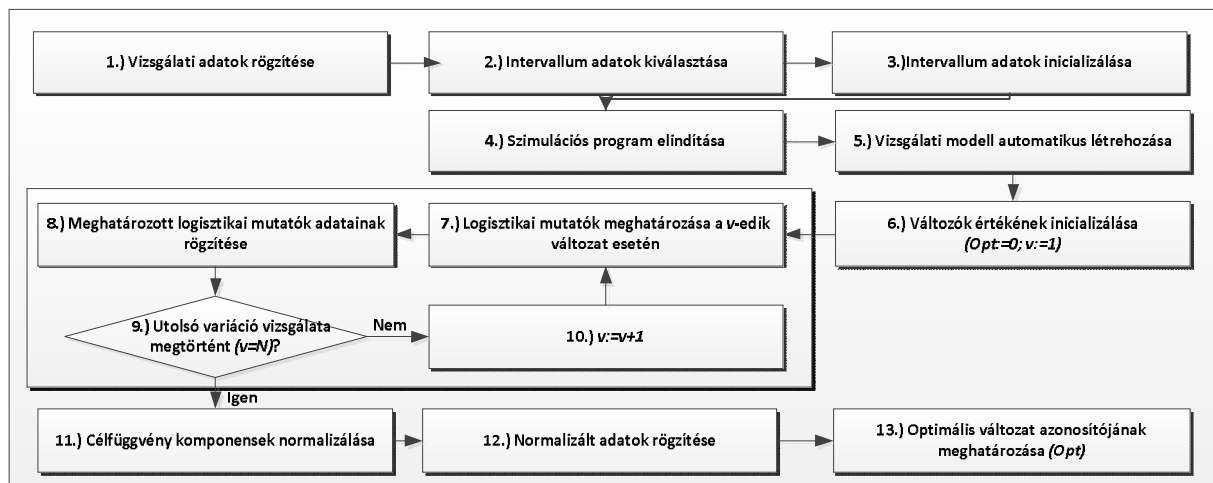 1.) Vizsgálati adatok rögzítése
2.) Intervallum adatok kiválasztása
3.)Intervallum adatok inicializálása
4.) Szimulációs program elindítása
5.) Vizsgálati modell automatikus létrehozása
6.) Változók értékének inicializálása
(Opt:=0; v:=1)
7.) Logisztikai mutatók meghatározása a v-edik
változat esetén
8.) Meghatározott logisztikai mutatók adatainak
rögzítése
9.) Utolsó variáció vizsgálata
megtörtént (v=N)?
Nem
10.) v:=v+1
Igen
11.) Célfüggvény komponensek normalizálása
12.) Normalizált adatok rögzítése
13.) Optimális változat azonosítójának
meghatározása (Opt)